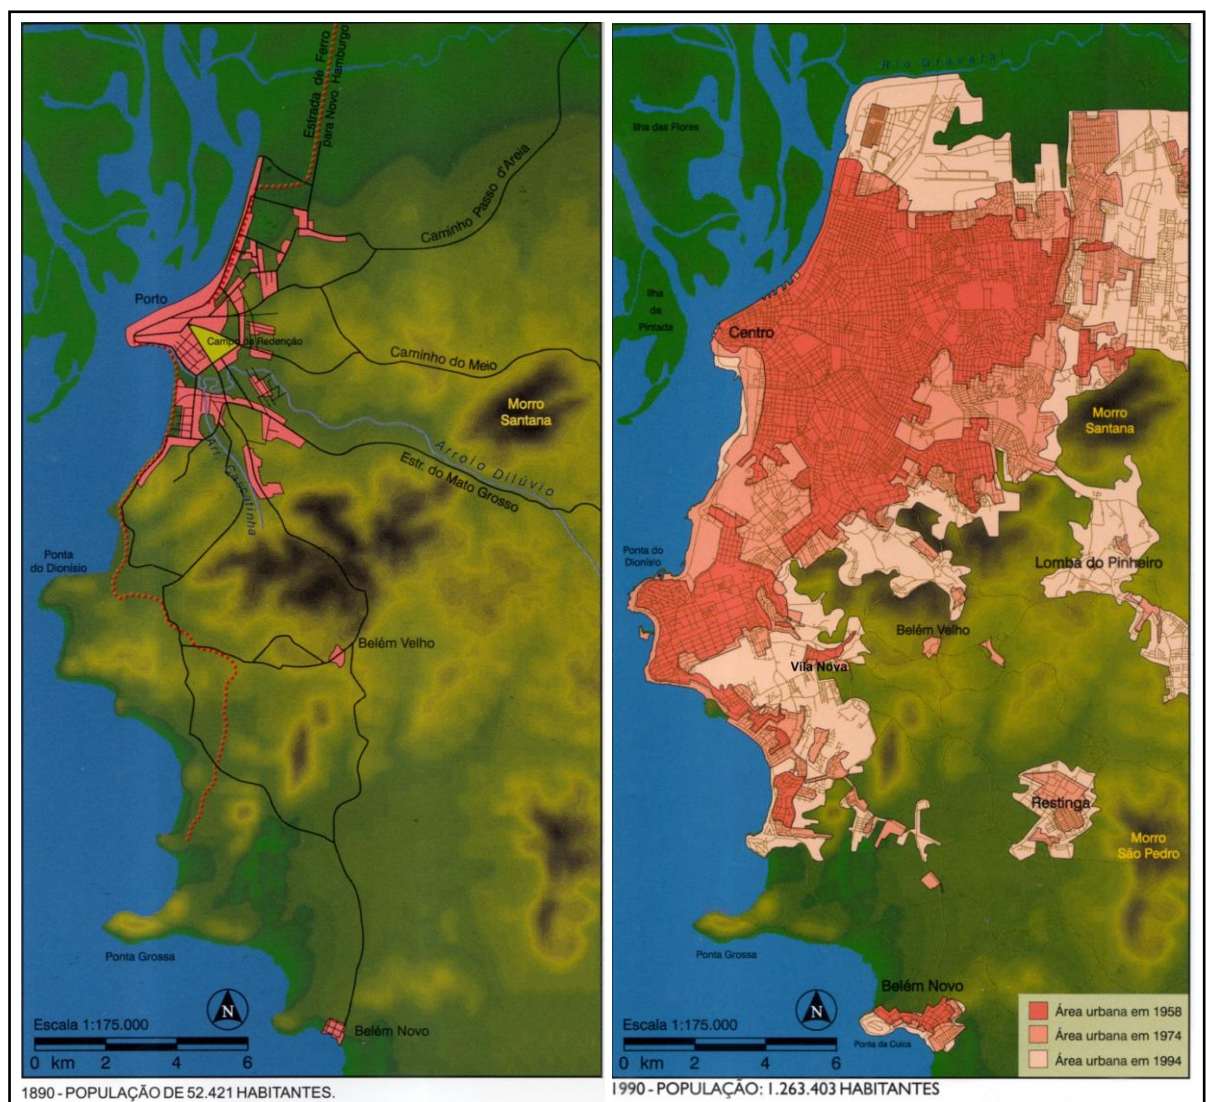 Estrada de Ferro
para Novo Hamburgo
Caminho Passo d'Areia
Porto
Campo da Redenção
Caminho do Meio
Morro
Santana
Arroio Dilúvio
Estr. do Mato Grosso
Arr. Cascatinha
Ponta
do Dionísio
Belém Velho
Ponta Grossa
N
Belém Novo
Escala 1:175.000
0 km 2 4 6
1890 - POPULAÇÃO DE 52.421 HABITANTES.
Rio Gravataí
Ilha das Flores
Ilha
da
Pintada
Centro
Morro
Santana
Ponta do
Dionísio
Lomba do Pinheiro
Belém Velho
Vila Nova
Restinga
Morro
São Pedro
Ponta Grossa
Belém Novo
N
Ponta da Cuíca
Escala 1:175.000
0 km 2 4 6
Área urbana em 1958
Área urbana em 1974
Área urbana em 1994
1990 - POPULAÇÃO: 1.263.403 HABITANTES